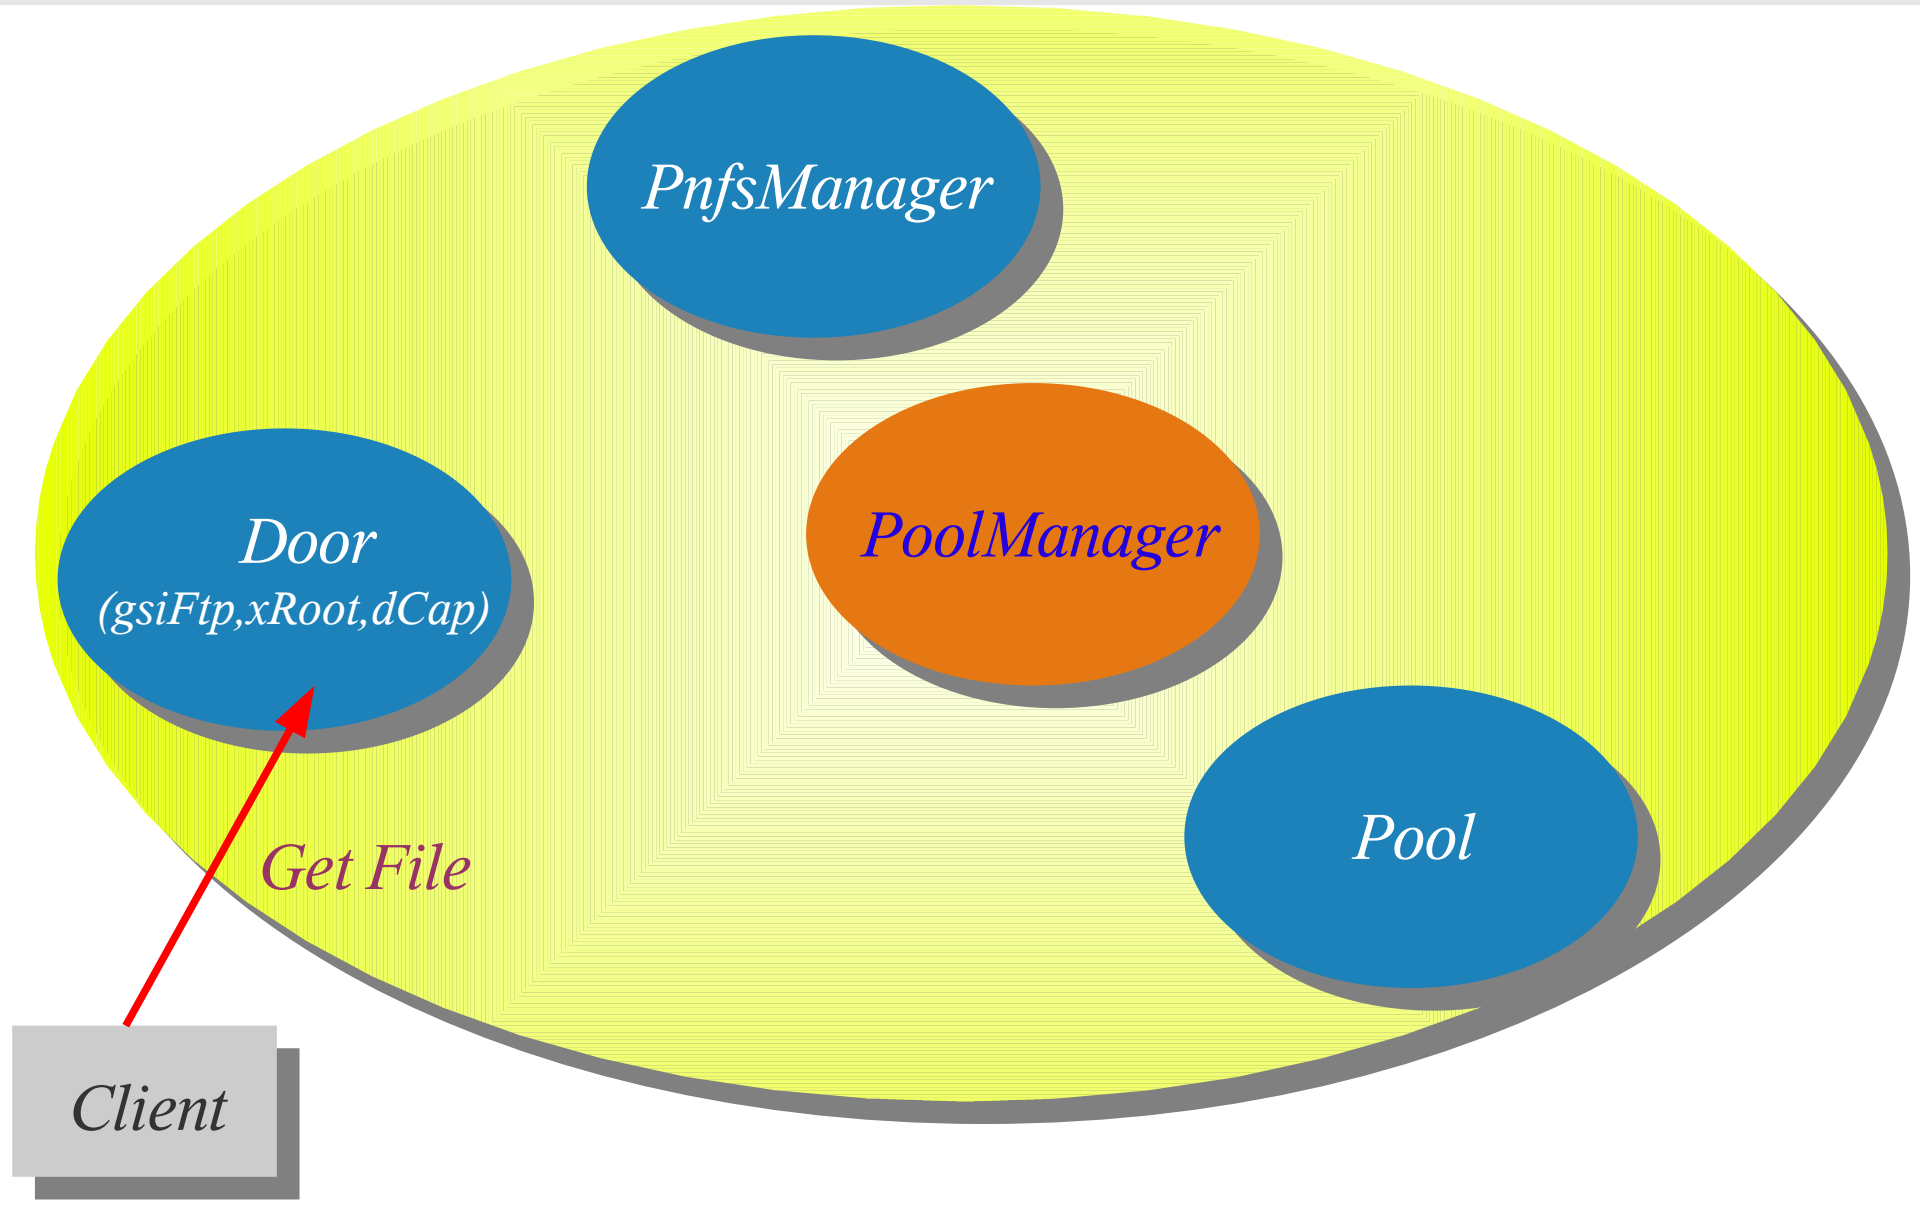 PnfsManager
PoolManager
Door
(gsiFtp,xRoot,dCap)
Pool
Get File
Client